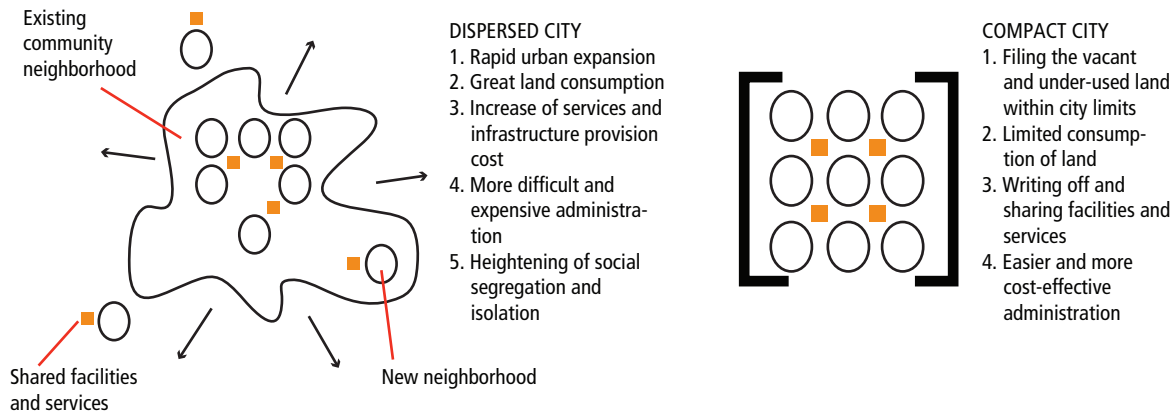 Existing
community
neighborhood
DISPERSED CITY
1. Rapid urban expansion
2. Great land consumption
3. Increase of services and
infrastructure provision
cost
4. More difficult and
expensive administra-
tion
5. Heightening of social
segregation and
isolation
Shared facilities
and services
New neighborhood
COMPACT CITY
1. Filing the vacant
and under-used land
within city limits
2. Limited consump-
tion of land
3. Writing off and
sharing facilities and
services
4. Easier and more
cost-effective
administration